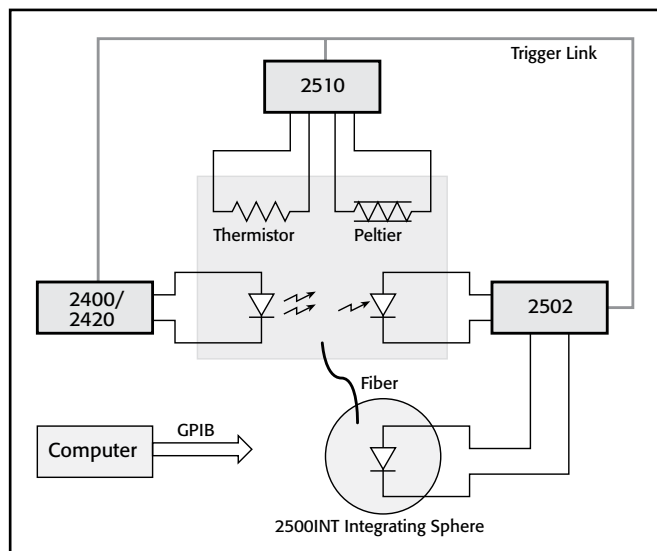 Trigger Link
2510
Thermistor
Peltier
2400/
2420
2502
Fiber
GPIB
Computer
2500INT Integrating Sphere